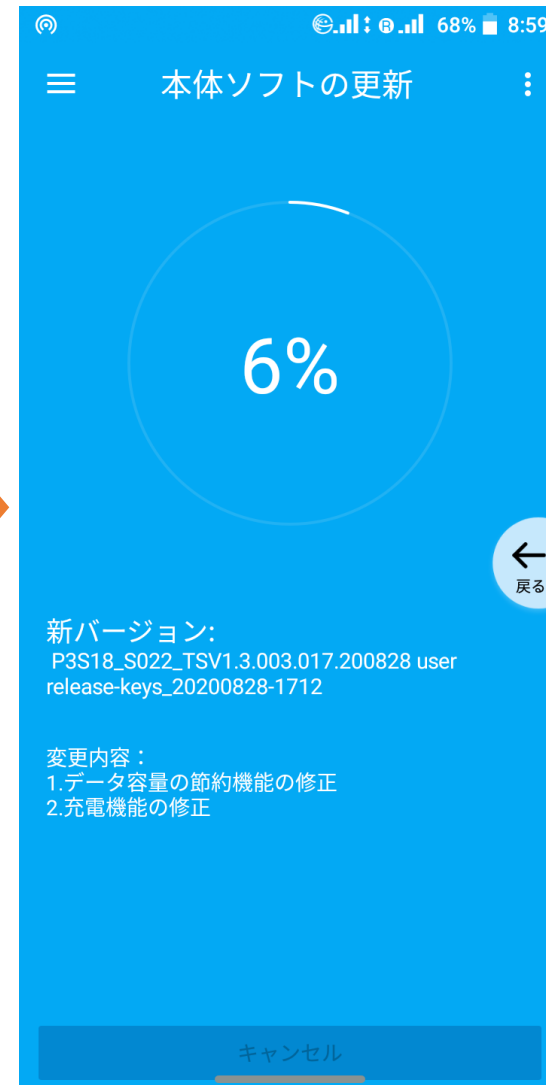 68% 8:59
本体ソフトの更新
6%
戻る
新バージョン:
P3S18_S022_TSV1.3.003.017.200828 user
release-keys_20200828-1712
変更内容：
1.データ容量の節約機能の修正
2.充電機能の修正
キャンセル